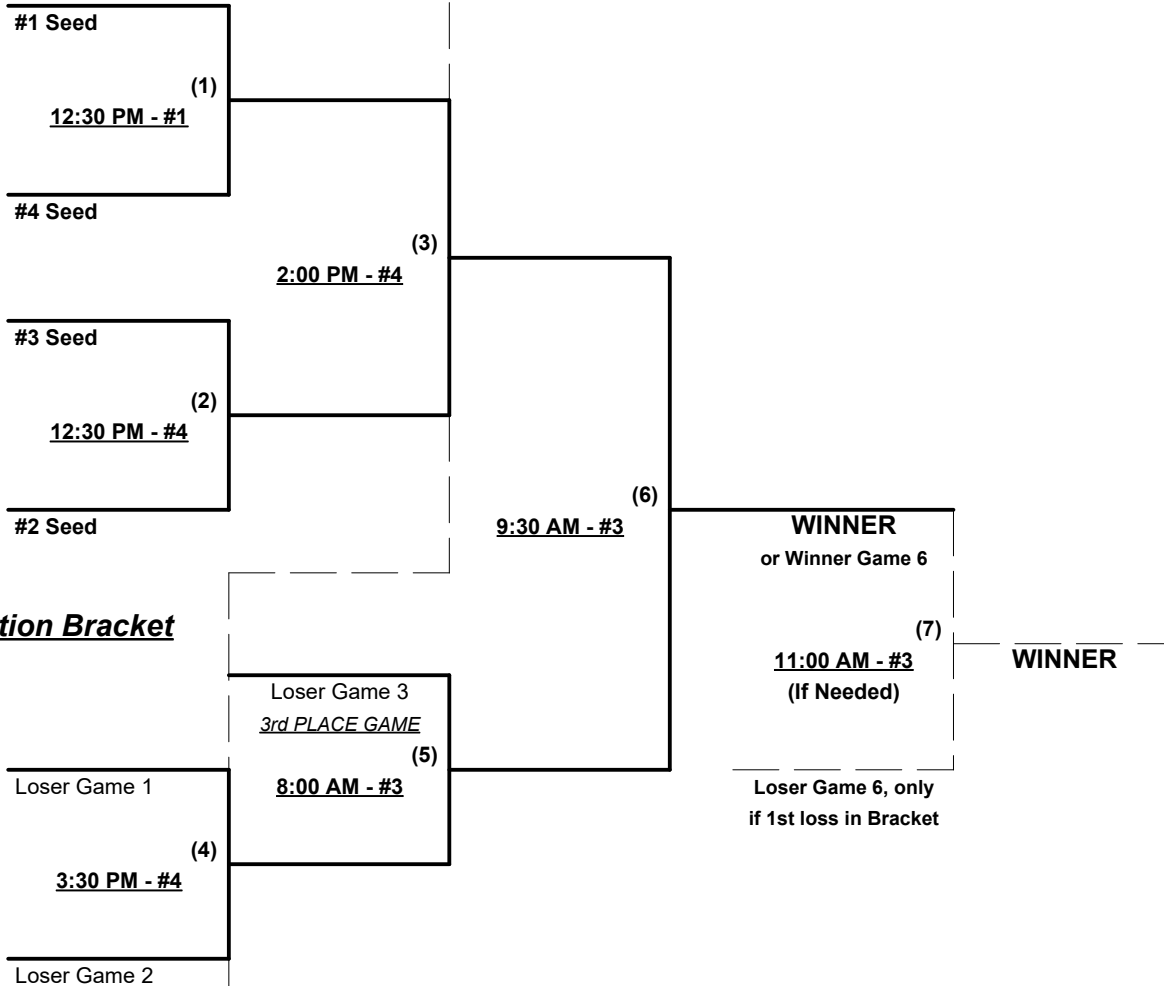 #1 Seed
(1)
12:30 PM - #1
#4 Seed
(3)
2:00 PM - #4
#3 Seed
(2)
12:30 PM - #4
#2 Seed
(6)
9:30 AM - #3
WINNER
or Winner Game 6
(7)
11:00 AM - #3
(If Needed)
WINNER
Loser Game 6, only
if 1st loss in Bracket
Bracket
Loser Game 3
3rd PLACE GAME
(5)
8:00 AM - #3
Loser Game 1
(4)
3:30 PM - #4
Loser Game 2